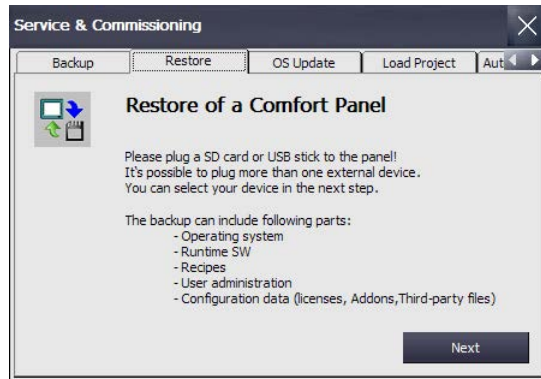 Service & Commissioning
Backup
Restore
OS Update
Load Project
Aut
Restore of a Comfort Panel
Please plug a SD card or USB stick to the panel!
It's possible to plug more than one external device.
You can select your device in the next step.
The backup can include following parts:
- Operating system
- Runtime SW
- Recipes
- User administration
- Configuration data (licenses, Addons,Third-party files)
Next